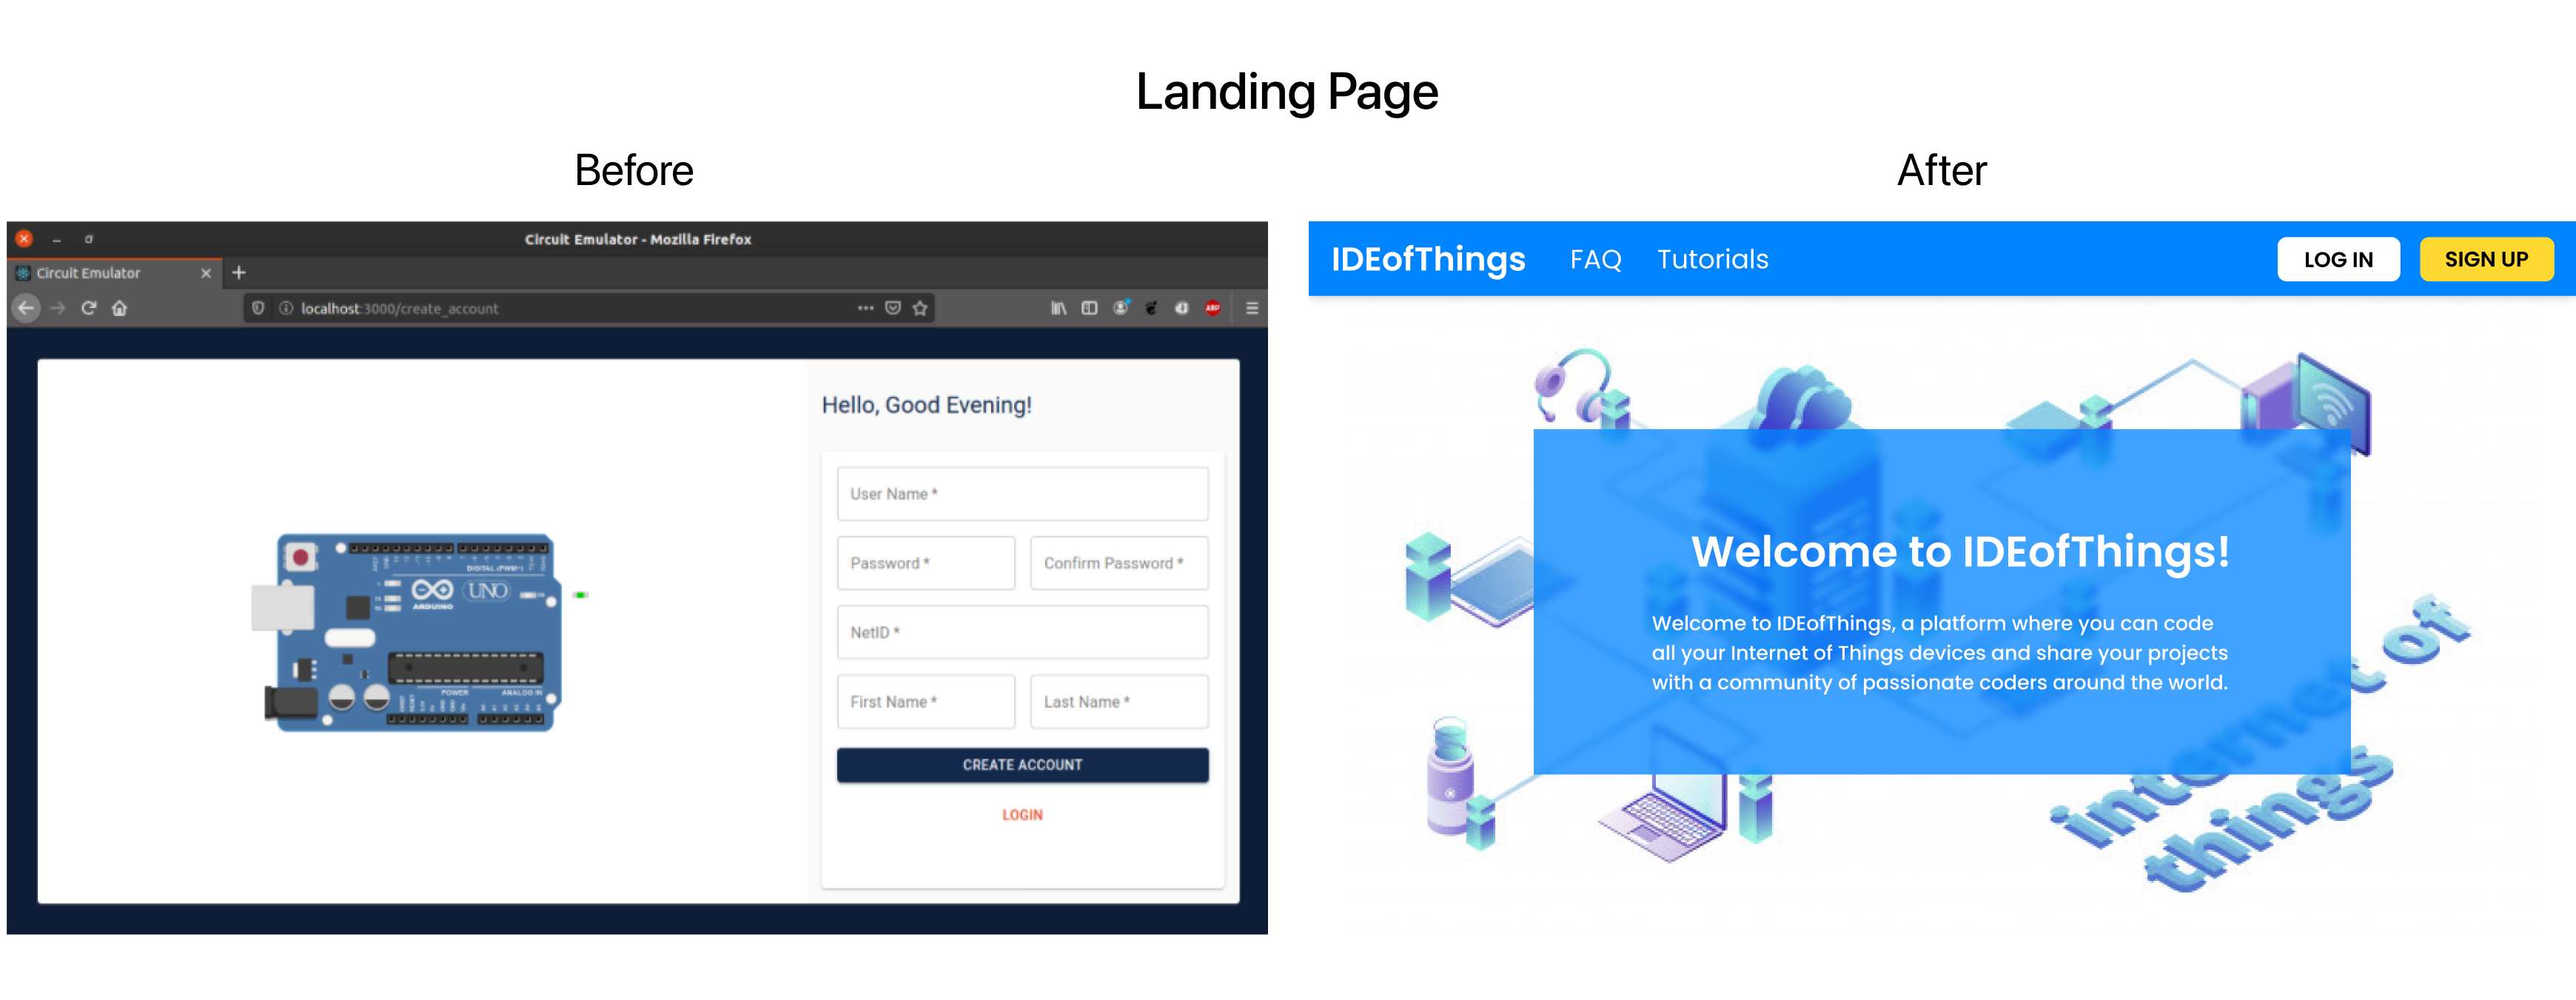 Landing Page
Before
After
Circuit Emulator - Mozilla Firefox
Circuit Emulator
localhost:3000/create_account
ABP
Hello, Good Evening!
User Name *
Password *
Confirm Password *
NetID *
First Name *
Last Name *
CREATE ACCOUNT
LOGIN
DIGITAL (PWM~)
UNO
ARDUINO
POWER
ANALOG IN
IDEofThings
FAQ
Tutorials
LOG IN
SIGN UP
Welcome to IDEofThings!
Welcome to IDEofThings, a platform where you can code
all your Internet of Things devices and share your projects
with a community of passionate coders around the world.
internet of
things